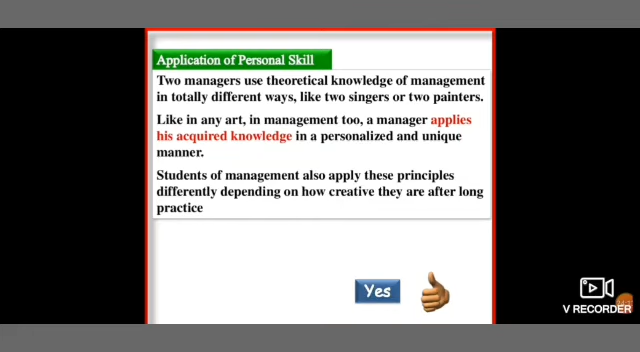 Application of Personal Skill
Two managers use theoretical knowledge of management
in totally different ways, like two singers or two painters.
Like in any art, in management too, a manager applies
his acquired knowledge in a personalized and unique
manner.
Students of management also apply these principles
differently depending on how creative they are after long
practice
Yes
V RECORDER